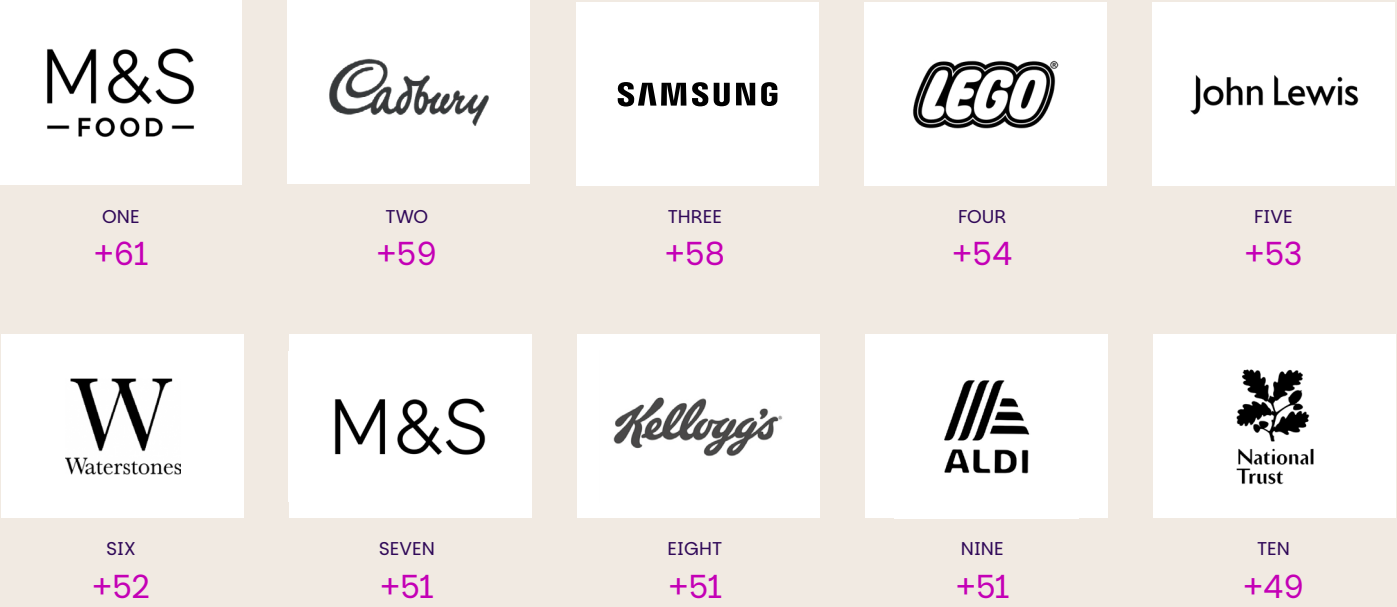 M&S
FOOD
Cadbury
SAMSUNG
LEGO®
John Lewis
ONE
TWO
THREE
FOUR
FIVE
+61
+59
+58
+54
+53
W
Waterstones
M&S
Kellogg's
ALDI
National
Trust
SIX
SEVEN
EIGHT
NINE
TEN
+52
+51
+51
+51
+49